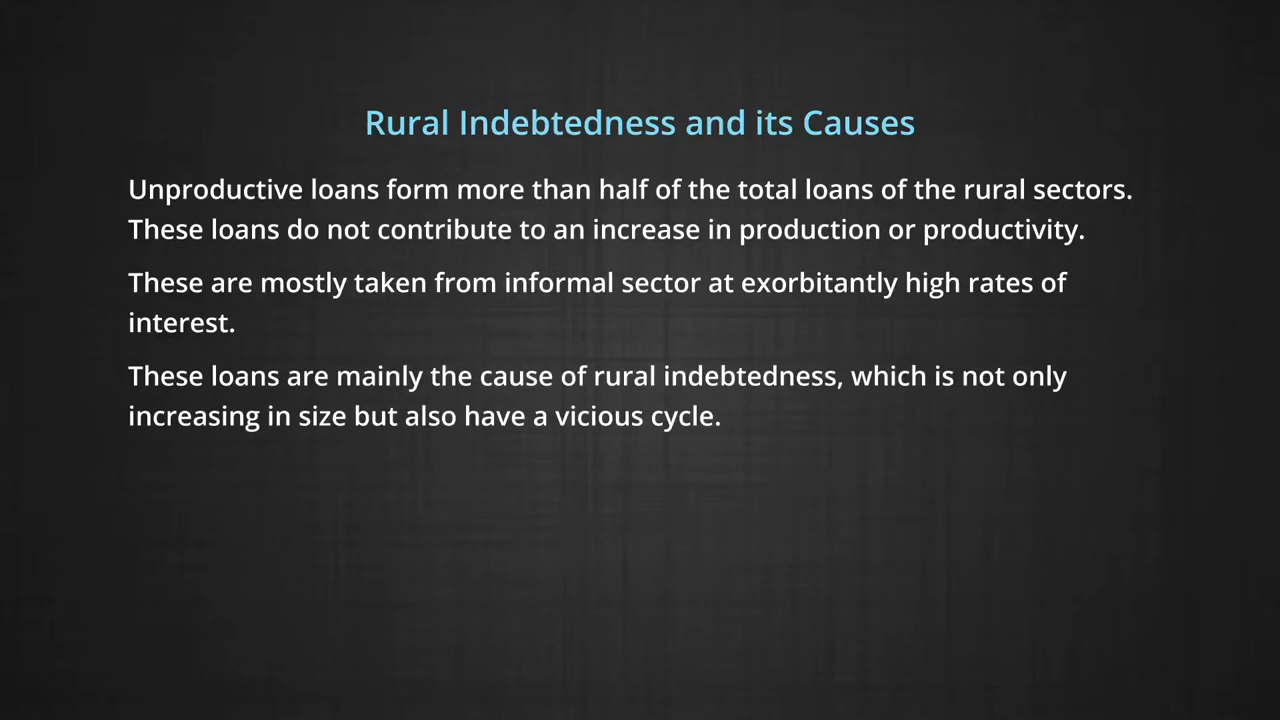 Rural Indebtedness and its Causes
Unproductive loans form more than half of the total loans of the rural sectors.
These loans do not contribute to an increase in production or productivity.
These are mostly taken from informal sector at exorbitantly high rates of
interest.
These loans are mainly the cause of rural indebtedness, which is not only
increasing in size but also have a vicious cycle.